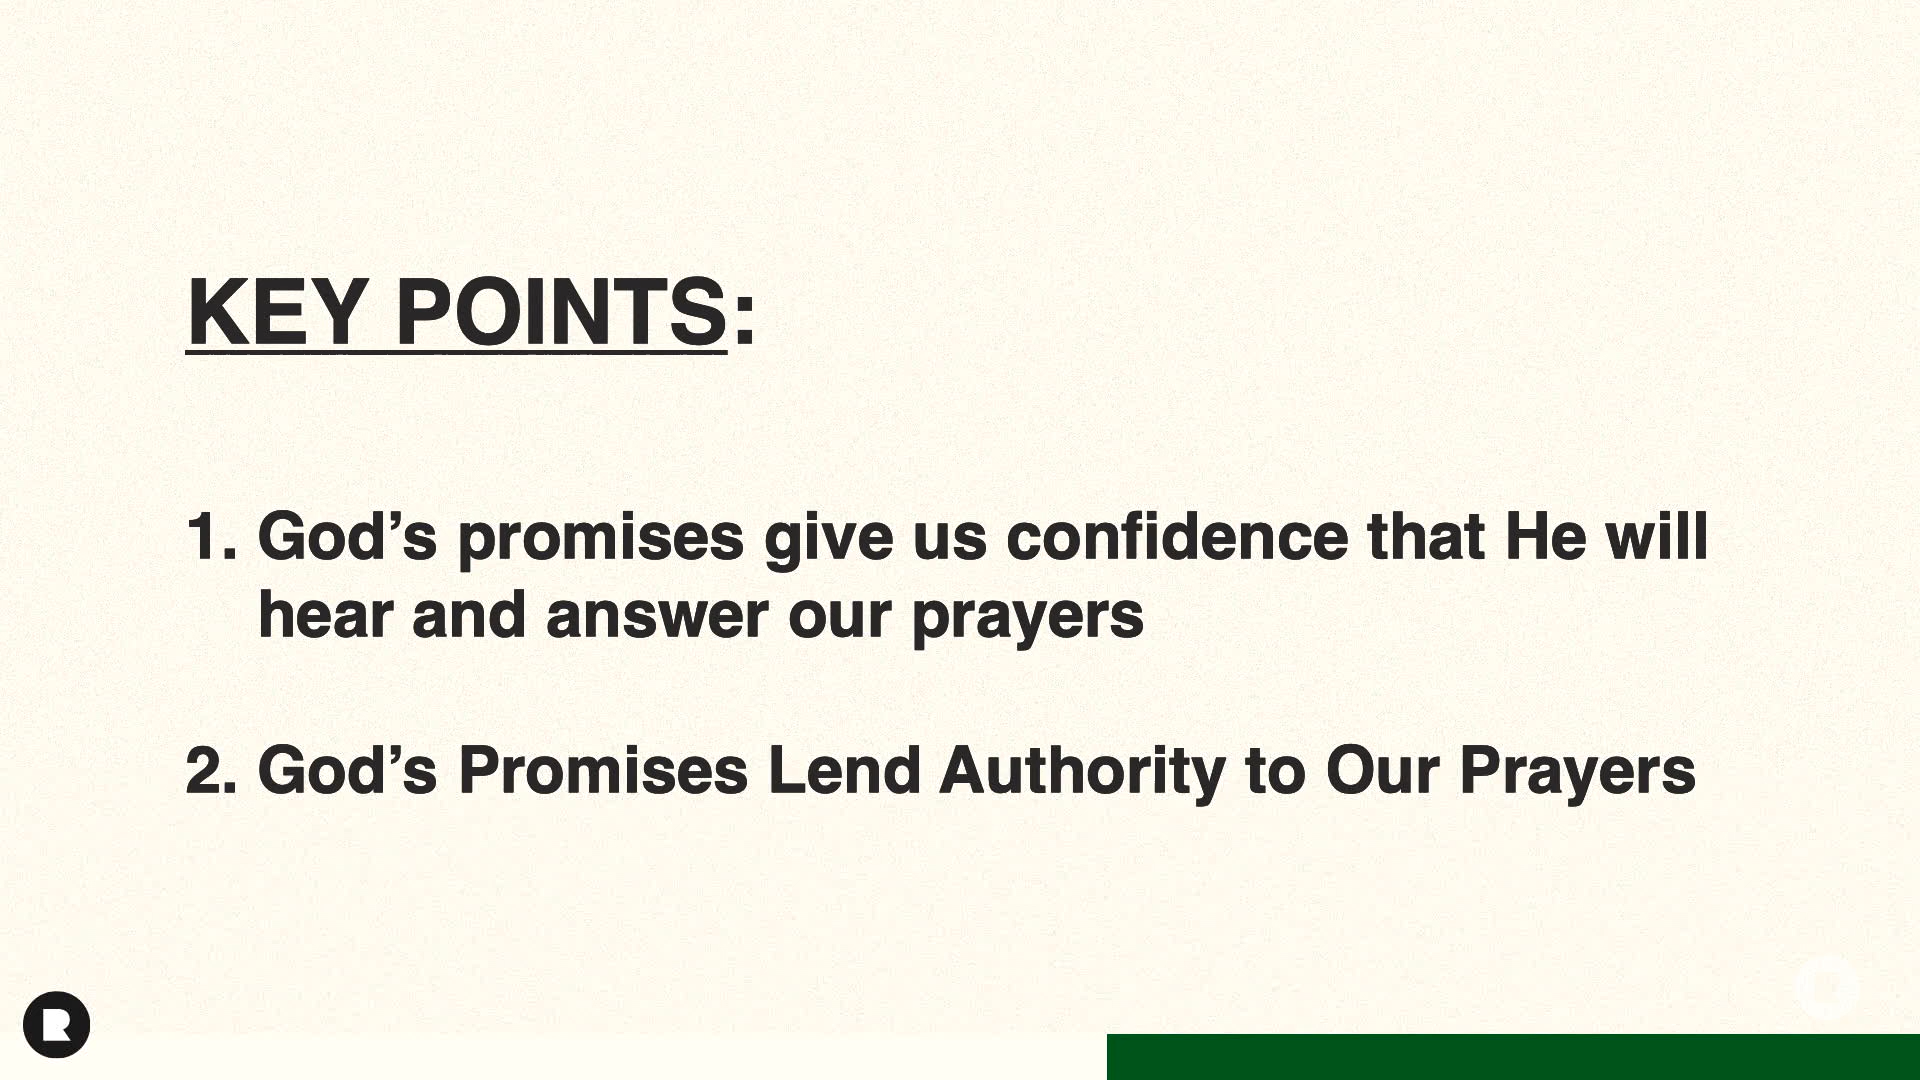 KEY POINTS:
1. God’s promises give us confidence that He will
hear and answer our prayers
2. God’s Promises Lend Authority to Our Prayers
R